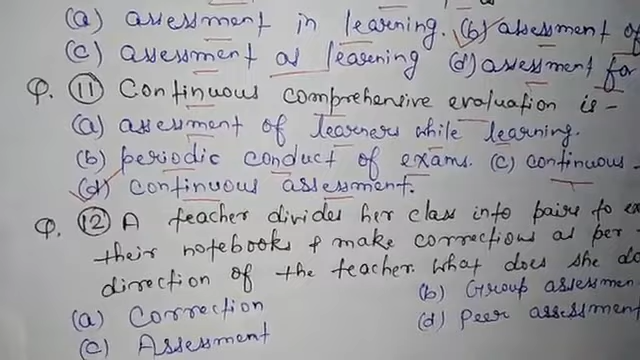 (a) assessment in learning. (b) assessment of
(c) assessment as learning (d) assessment for
Q. 11 Continuous comprehensive evaluation is -
(a) assessment of learners while learning.
(b) periodic conduct of exams. (c) continuous
(d) continuous assessment.
Q. 12 A teacher divides her class into pairs to ex
their notebooks & make corrections as per
direction of the teacher. What does she do
(a) Correction (b) Group assessmen
(c) Assessment (d) Peer assessment